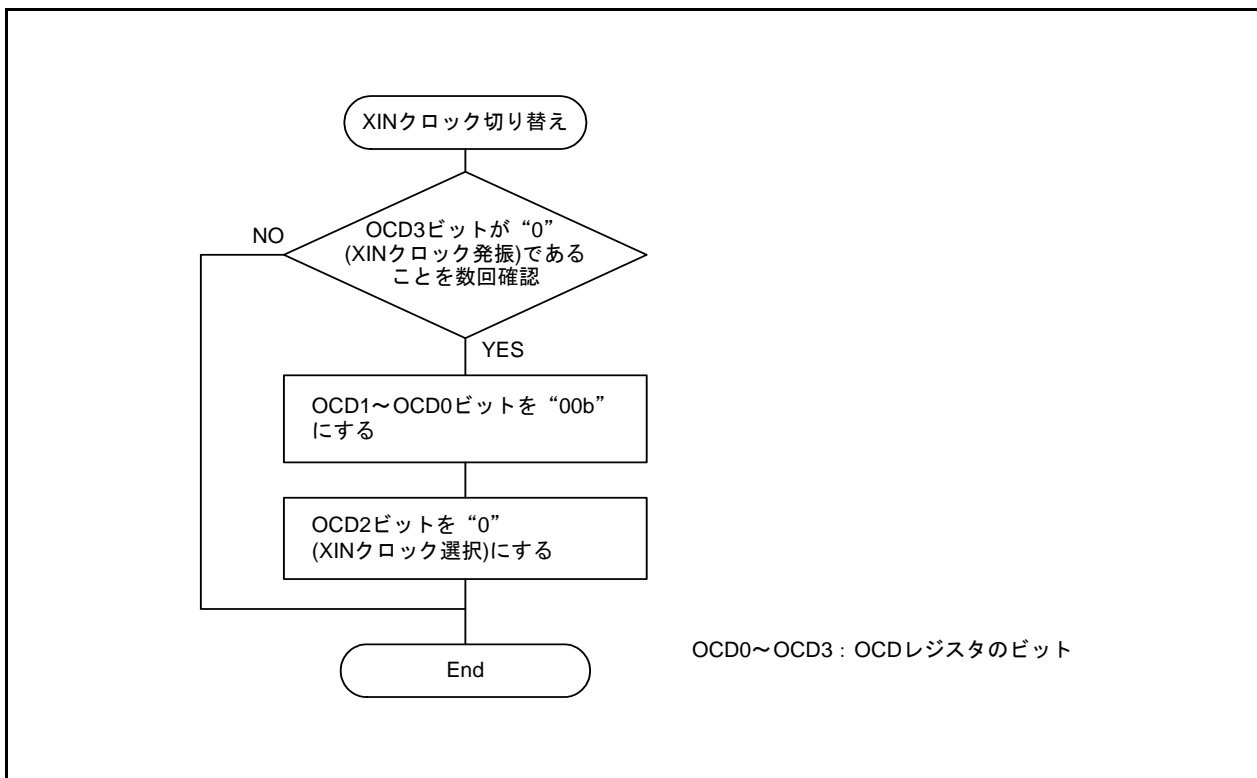 XINクロック切り替え
OCD3ビットが“0”
(XINクロック発振)である
ことを数回確認
NO
YES
OCD1～OCD0ビットを“00b”
にする
OCD2ビットを“0”
(XINクロック選択)にする
End
OCD0～OCD3：OCDレジスタのビット